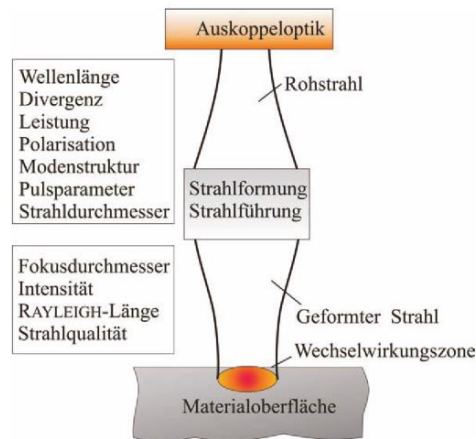 Auskoppeloptik
Wellenlänge
Divergenz
Leistung
Polarisation
Modenstruktur
Pulsparameter
Strahldurchmesser
Rohstrahl
Strahlformung
Strahlführung
Fokusdurchmesser
Intensität
RAYLEIGH-Länge
Strahlqualität
Geformter Strahl
Wechselwirkungszone
Materialoberfläche